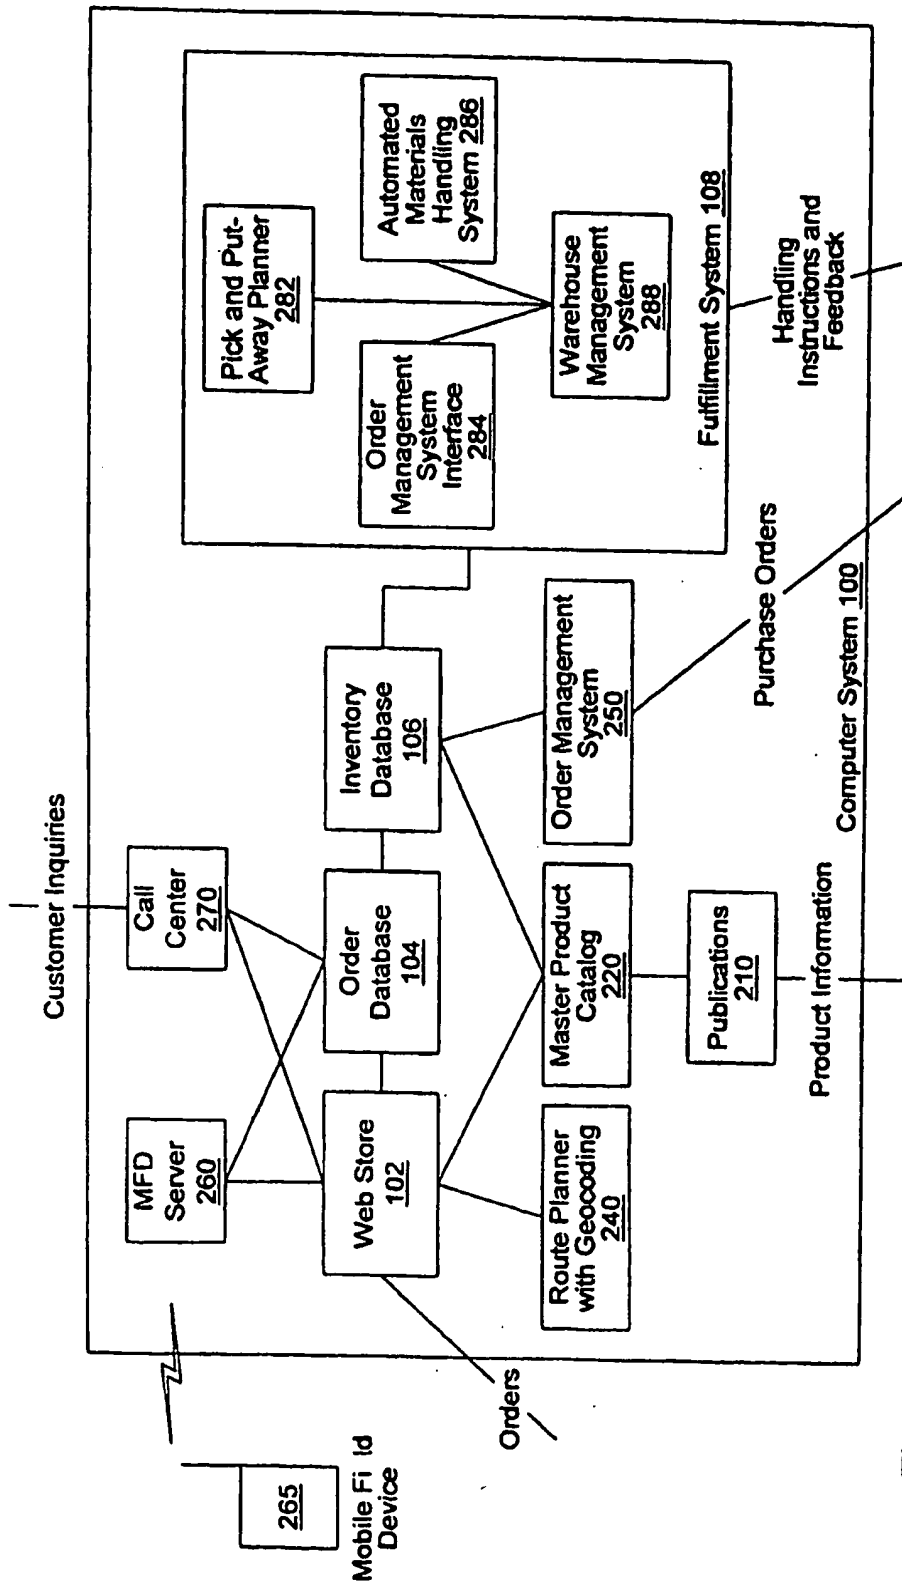 Customer Inquiries
MFD
Server
260
Call
Center
270
265
Mobile Fi ld
Device
Orders
Web Store
102
Order
Database
104
Inventory
Database
106
Route Planner
with Geocoding
240
Master Product
Catalog
220
Order Management
System
250
Publications
210
Product Information
Purchase Orders
Computer System 100
Pick and Put-
Away Planner
282
Order
Management
System
Interface
284
Automated
Materials
Handling
System 286
Warehouse
Management
System
288
Fulfillment System 108
Handling
Instructions and
Feedback